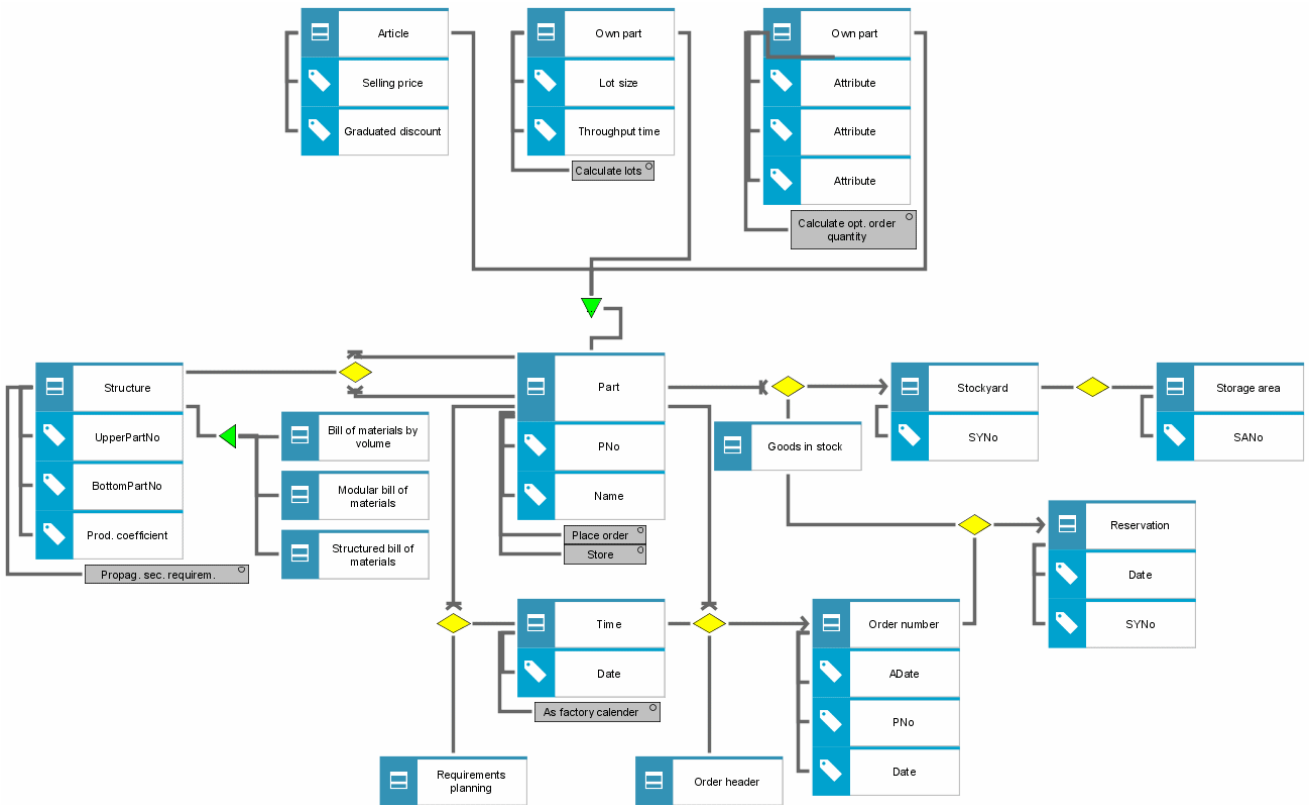 Article
Selling price
Graduated discount
Own part
Lot size
Throughput time
Calculate lots
Own part
Attribute
Attribute
Attribute
Calculate opt. order
quantity
Structure
UpperPartNo
BottomPartNo
Prod. coefficient
Propag. sec. requirem.
Bill of materials by
volume
Modular bill of
materials
Structured bill of
materials
Part
PNo
Name
Place order
Store
Goods in stock
Stockyard
SYNo
Storage area
SANo
Reservation
Date
SYNo
Time
Date
As factory calender
Order number
ADate
PNo
Date
Requirements
planning
Order header